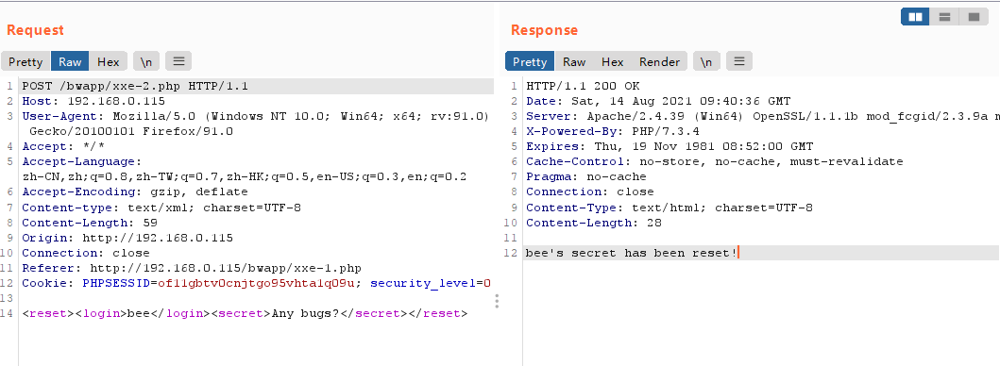 Request
Pretty Raw Hex \n
1 POST /bwapp/xxe-2.php HTTP/1.1
2 Host: 192.168.0.115
3 User-Agent: Mozilla/5.0 (Windows NT 10.0; Win64; x64; rv:91.0)
Gecko/20100101 Firefox/91.0
4 Accept: */*
5 Accept-Language:
zh-CN,zh;q=0.8,zh-TW;q=0.7,zh-HK;q=0.5,en-US;q=0.3,en;q=0.2
6 Accept-Encoding: gzip, deflate
7 Content-type: text/xml; charset=UTF-8
8 Content-Length: 59
9 Origin: http://192.168.0.115
10 Connection: close
11 Referer: http://192.168.0.115/bwapp/xxe-1.php
12 Cookie: PHPSESSID=of11gbtv0cnjtgo95vhta1q09u; security_level=0
13
14 <reset><login>bee</login><secret>Any bugs?</secret></reset>
Response
Pretty Raw Hex Render \n
1 HTTP/1.1 200 OK
2 Date: Sat, 14 Aug 2021 09:40:36 GMT
3 Server: Apache/2.4.39 (Win64) OpenSSL/1.1.1b mod_fcgid/2.3.9a m
4 X-Powered-By: PHP/7.3.4
5 Expires: Thu, 19 Nov 1981 08:52:00 GMT
6 Cache-Control: no-store, no-cache, must-revalidate
7 Pragma: no-cache
8 Connection: close
9 Content-Type: text/html; charset=UTF-8
10 Content-Length: 28
11
12 bee's secret has been reset!